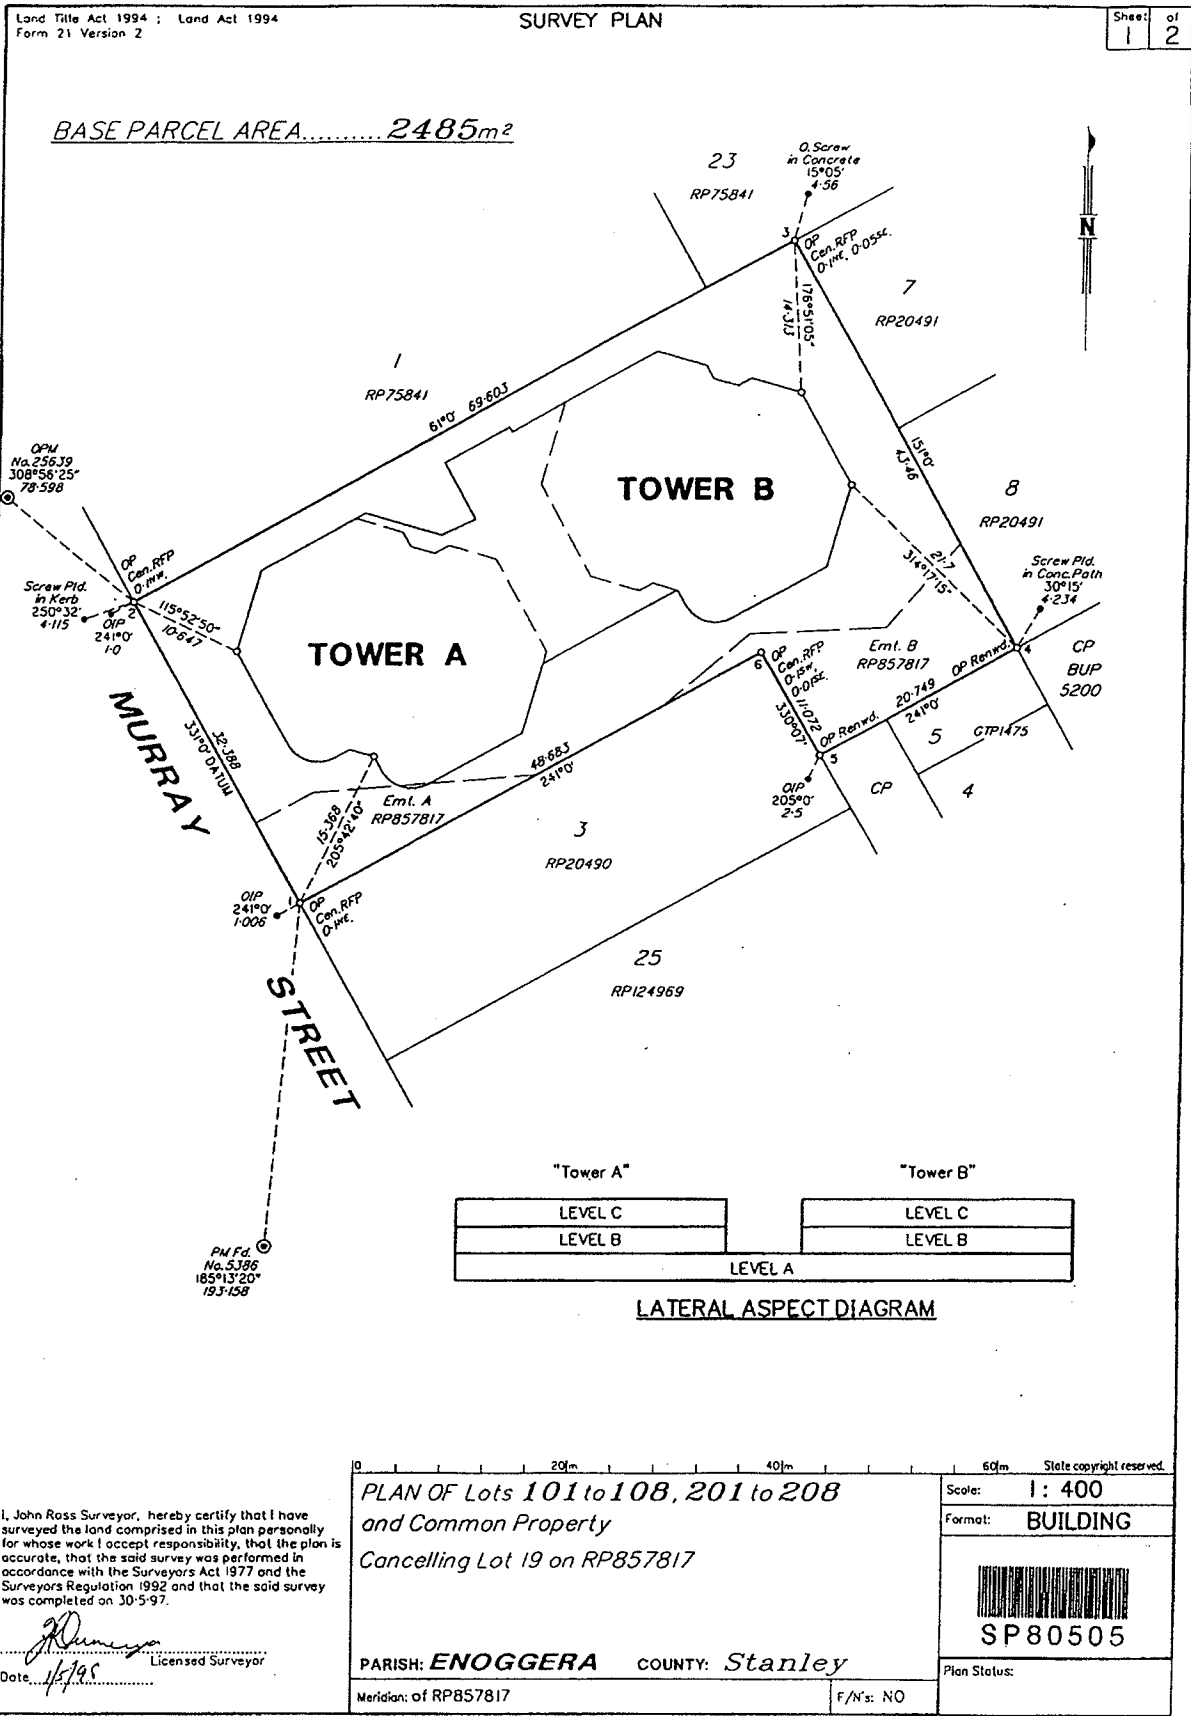 Land Title Act 1994 ; Land Act 1994
Form 21 Version 2
SURVEY PLAN
Sheet of
1 2
BASE PARCEL AREA.......... 2485m²
23
RP75841
O.Screw
in Concrete
15°05'
4·56
N
3
OP
Cen.RFP
0·1NE, 0·05SE.
7
RP20491
176°51'05"
14·313
1
RP75841
61°0' 69·603
151°0'
43·46
OPM
No.25639
308°56'25"
78·598
TOWER B
8
RP20491
OP
Cen.RFP
0·1NW.
Screw Pld.
in Kerb
250°32'
4·115
2
OIP
241°0'
1·0
115°52'50"
10·647
21·7
314°17'15"
Screw Pld.
in Conc.Path
30°15'
4·234
TOWER A
Emt. B
RP857817
4
CP
BUP
5200
6
OP
Cen.RFP
0·1SW,
0·01SE.
11·072
330°07'
OP Renwd.
20·749
241°0'
OP Renwd.
5
5
GTP1475
MURRAY
32·388
331°0' DATUM
48·683
241°0'
Emt. A
RP857817
15·368
205°42'40"
OIP
205°0'
2·5
CP
4
3
RP20490
OIP
241°0'
1·006
1
OP
Cen.RFP
0·1NE.
25
RP124969
STREET
"Tower A" "Tower B"
LEVEL C LEVEL C
LEVEL B LEVEL B
LEVEL A
LATERAL ASPECT DIAGRAM
PM Fd.
No.5386
185°13'20"
193·158
0 20m 40m 60m State copyright reserved.
I, John Ross Surveyor, hereby certify that I have
surveyed the land comprised in this plan personally
for whose work I accept responsibility, that the plan is
accurate, that the said survey was performed in
accordance with the Surveyors Act 1977 and the
Surveyors Regulation 1992 and that the said survey
was completed on 30·5·97.
Licensed Surveyor
Date
PLAN OF Lots 101 to 108, 201 to 208
and Common Property
Cancelling Lot 19 on RP857817
PARISH: ENOGGERA COUNTY: Stanley
Meridian: of RP857817
F/N's: NO
Scale: 1: 400
Format: BUILDING
SP80505
Plan Status: